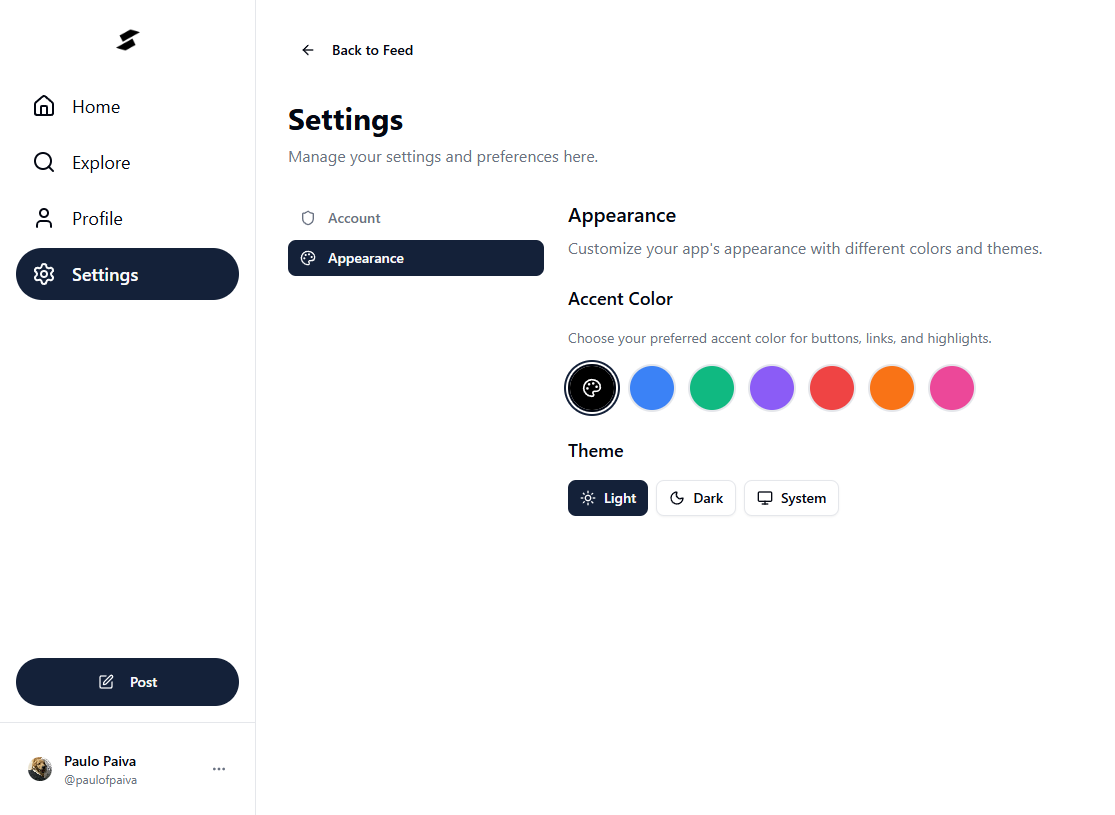 Home
Explore
Profile
Settings
Post
Paulo Paiva
@paulofpaiva
Back to Feed
Settings
Manage your settings and preferences here.
Account
Appearance
Appearance
Customize your app's appearance with different colors and themes.
Accent Color
Choose your preferred accent color for buttons, links, and highlights.
Theme
Light
Dark
System